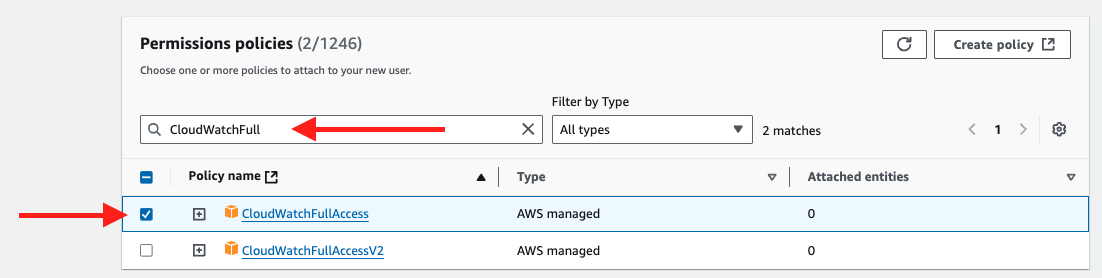 Permissions policies (2/1246)
Create policy
Choose one or more policies to attach to your new user.
Filter by Type
CloudWatchFull
All types
2 matches
1
Policy name
Type
Attached entities
CloudWatchFullAccess
AWS managed
0
CloudWatchFullAccessV2
AWS managed
0